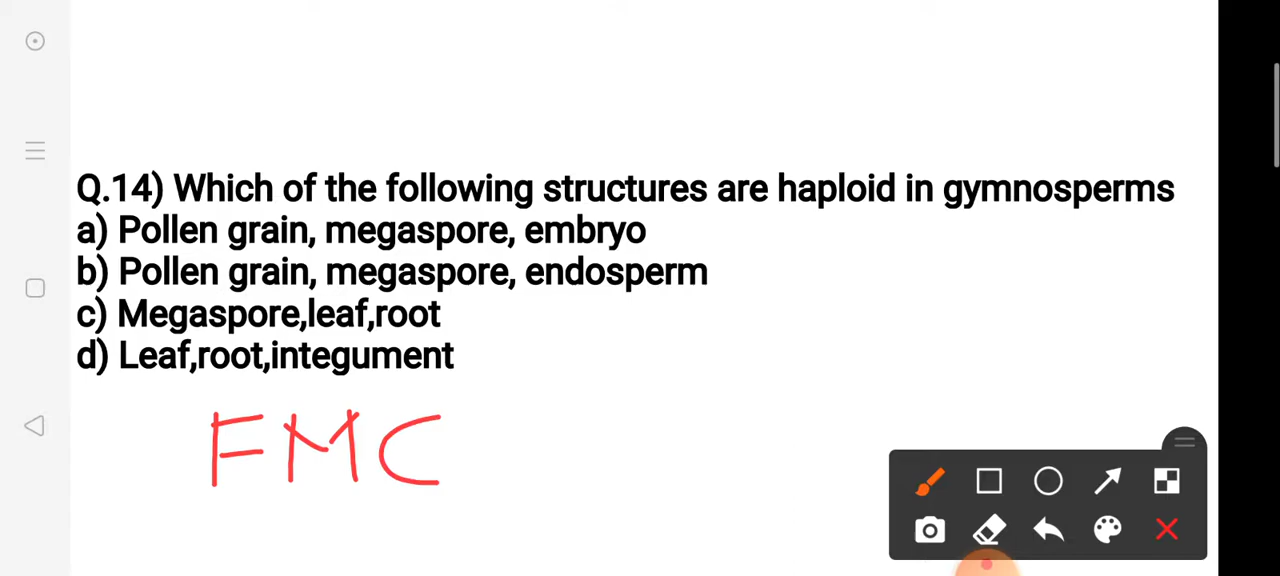 Q.14) Which of the following structures are haploid in gymnosperms
a) Pollen grain, megaspore, embryo
b) Pollen grain, megaspore, endosperm
c) Megaspore,leaf,root
d) Leaf,root,integument
FMC